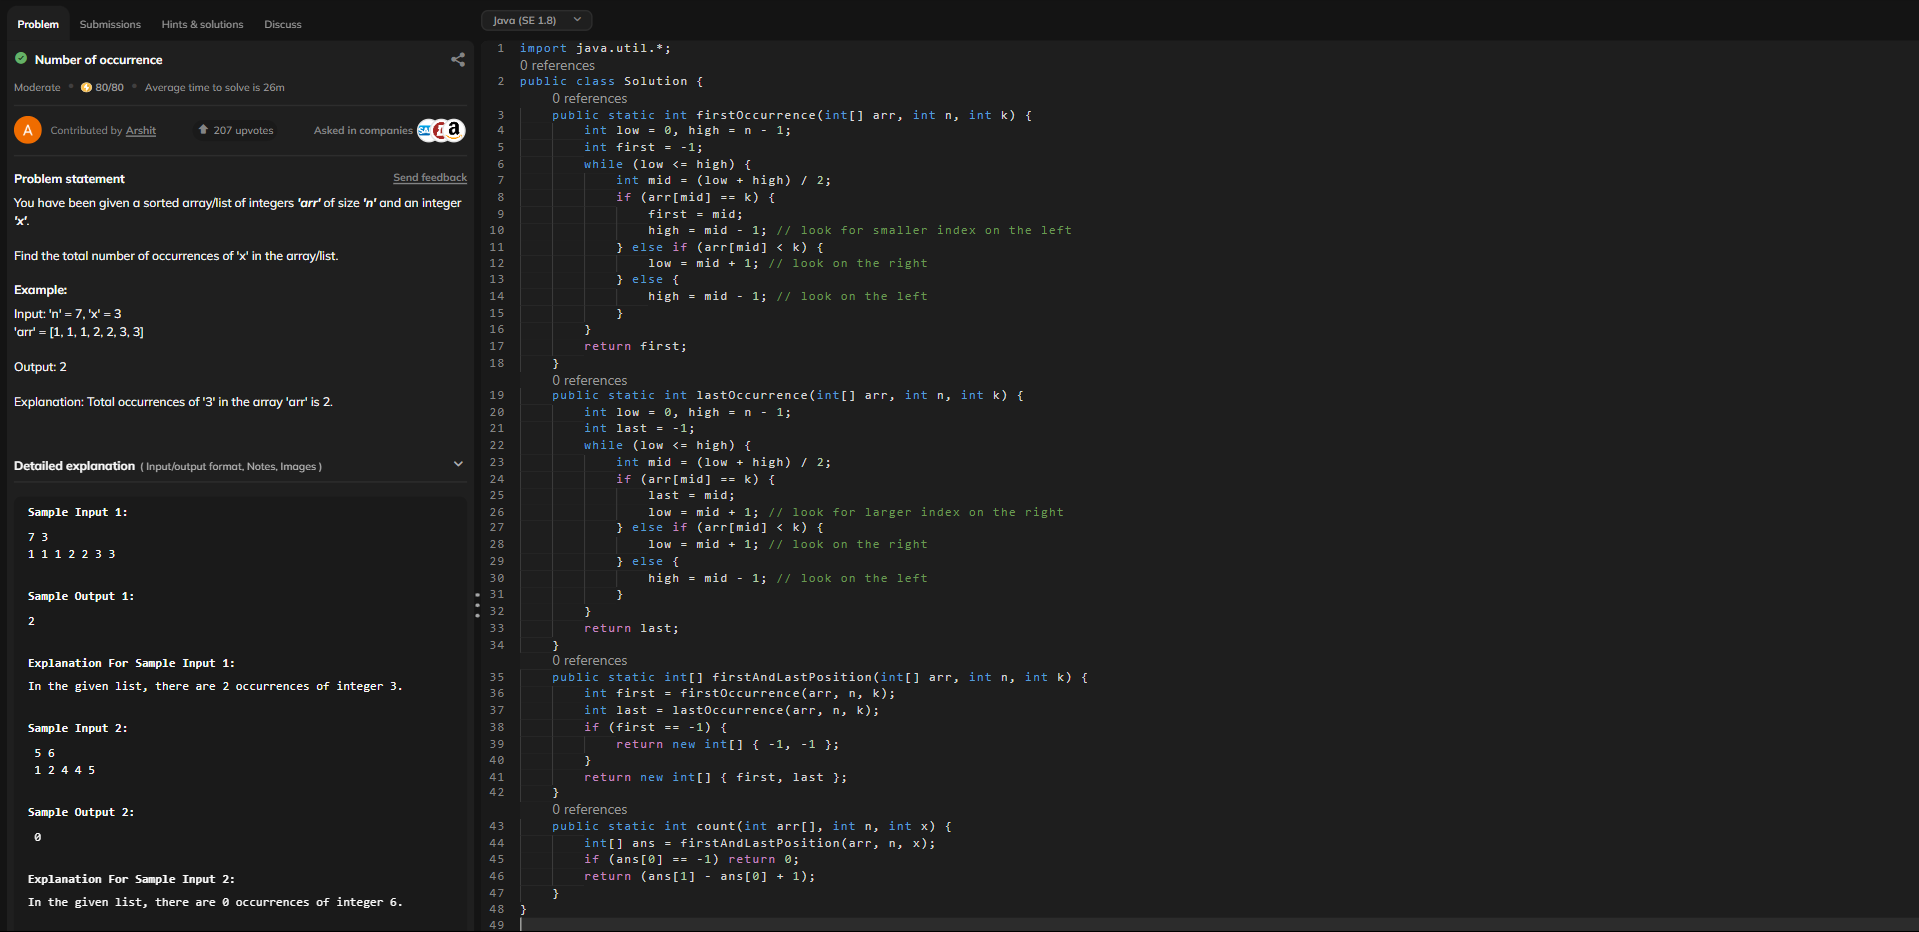 Problem
Submissions
Hints & solutions
Discuss
Number of occurrence
Moderate • 80/80 • Average time to solve is 26m
A Contributed by Arshit
207 upvotes
Asked in companies
Problem statement
Send feedback
You have been given a sorted array/list of integers 'arr' of size 'n' and an integer
'x'.
Find the total number of occurrences of 'x' in the array/list.
Example:
Input: 'n' = 7, 'x' = 3
'arr' = [1, 1, 1, 2, 2, 3, 3]
Output: 2
Explanation: Total occurrences of '3' in the array 'arr' is 2.
Detailed explanation ( Input/output format, Notes, Images )
Sample Input 1:
7 3
1 1 1 2 2 3 3
Sample Output 1:
2
Explanation For Sample Input 1:
In the given list, there are 2 occurrences of integer 3.
Sample Input 2:
5 6
1 2 4 4 5
Sample Output 2:
0
Explanation For Sample Input 2:
In the given list, there are 0 occurrences of integer 6.
Java (SE 1.8)
1 import java.util.*;
0 references
2 public class Solution {
0 references
3 public static int firstOccurrence(int[] arr, int n, int k) {
4 int low = 0, high = n - 1;
5 int first = -1;
6 while (low <= high) {
7 int mid = (low + high) / 2;
8 if (arr[mid] == k) {
9 first = mid;
10 high = mid - 1; // look for smaller index on the left
11 } else if (arr[mid] < k) {
12 low = mid + 1; // look on the right
13 } else {
14 high = mid - 1; // look on the left
15 }
16 }
17 return first;
18 }
0 references
19 public static int lastOccurrence(int[] arr, int n, int k) {
20 int low = 0, high = n - 1;
21 int last = -1;
22 while (low <= high) {
23 int mid = (low + high) / 2;
24 if (arr[mid] == k) {
25 last = mid;
26 low = mid + 1; // look for larger index on the right
27 } else if (arr[mid] < k) {
28 low = mid + 1; // look on the right
29 } else {
30 high = mid - 1; // look on the left
31 }
32 }
33 return last;
34 }
0 references
35 public static int[] firstAndLastPosition(int[] arr, int n, int k) {
36 int first = firstOccurrence(arr, n, k);
37 int last = lastOccurrence(arr, n, k);
38 if (first == -1) {
39 return new int[] { -1, -1 };
40 }
41 return new int[] { first, last };
42 }
0 references
43 public static int count(int arr[], int n, int x) {
44 int[] ans = firstAndLastPosition(arr, n, x);
45 if (ans[0] == -1) return 0;
46 return (ans[1] - ans[0] + 1);
47 }
48 }
49